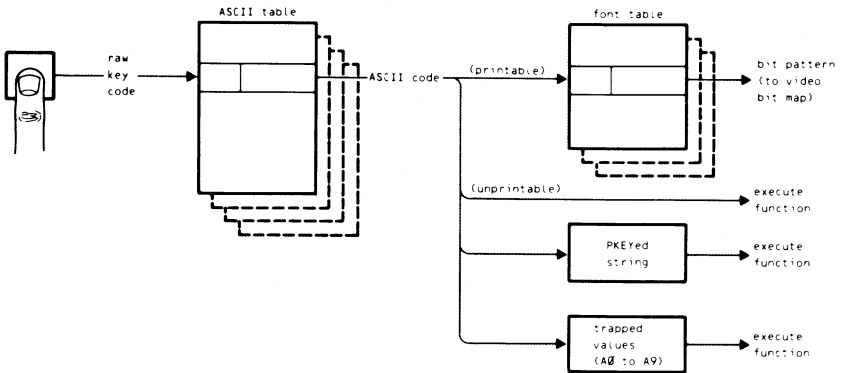 ASCII table
font table
raw
key
code
ASCII code
(printable)
bit pattern
(to video
bit map)
(unprintable)
execute
function
PKEYed
string
execute
function
trapped
values
(AØ to A9)
execute
function